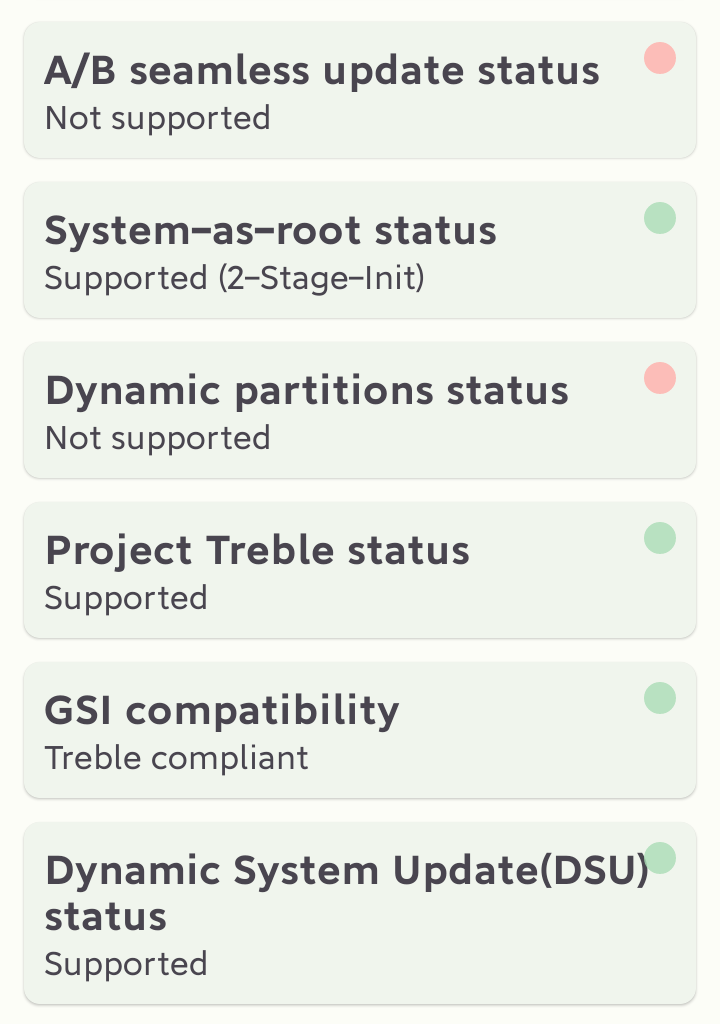 A/B seamless update status
Not supported
System-as-root status
Supported (2-Stage-Init)
Dynamic partitions status
Not supported
Project Treble status
Supported
GSI compatibility
Treble compliant
Dynamic System Update(DSU)
status
Supported